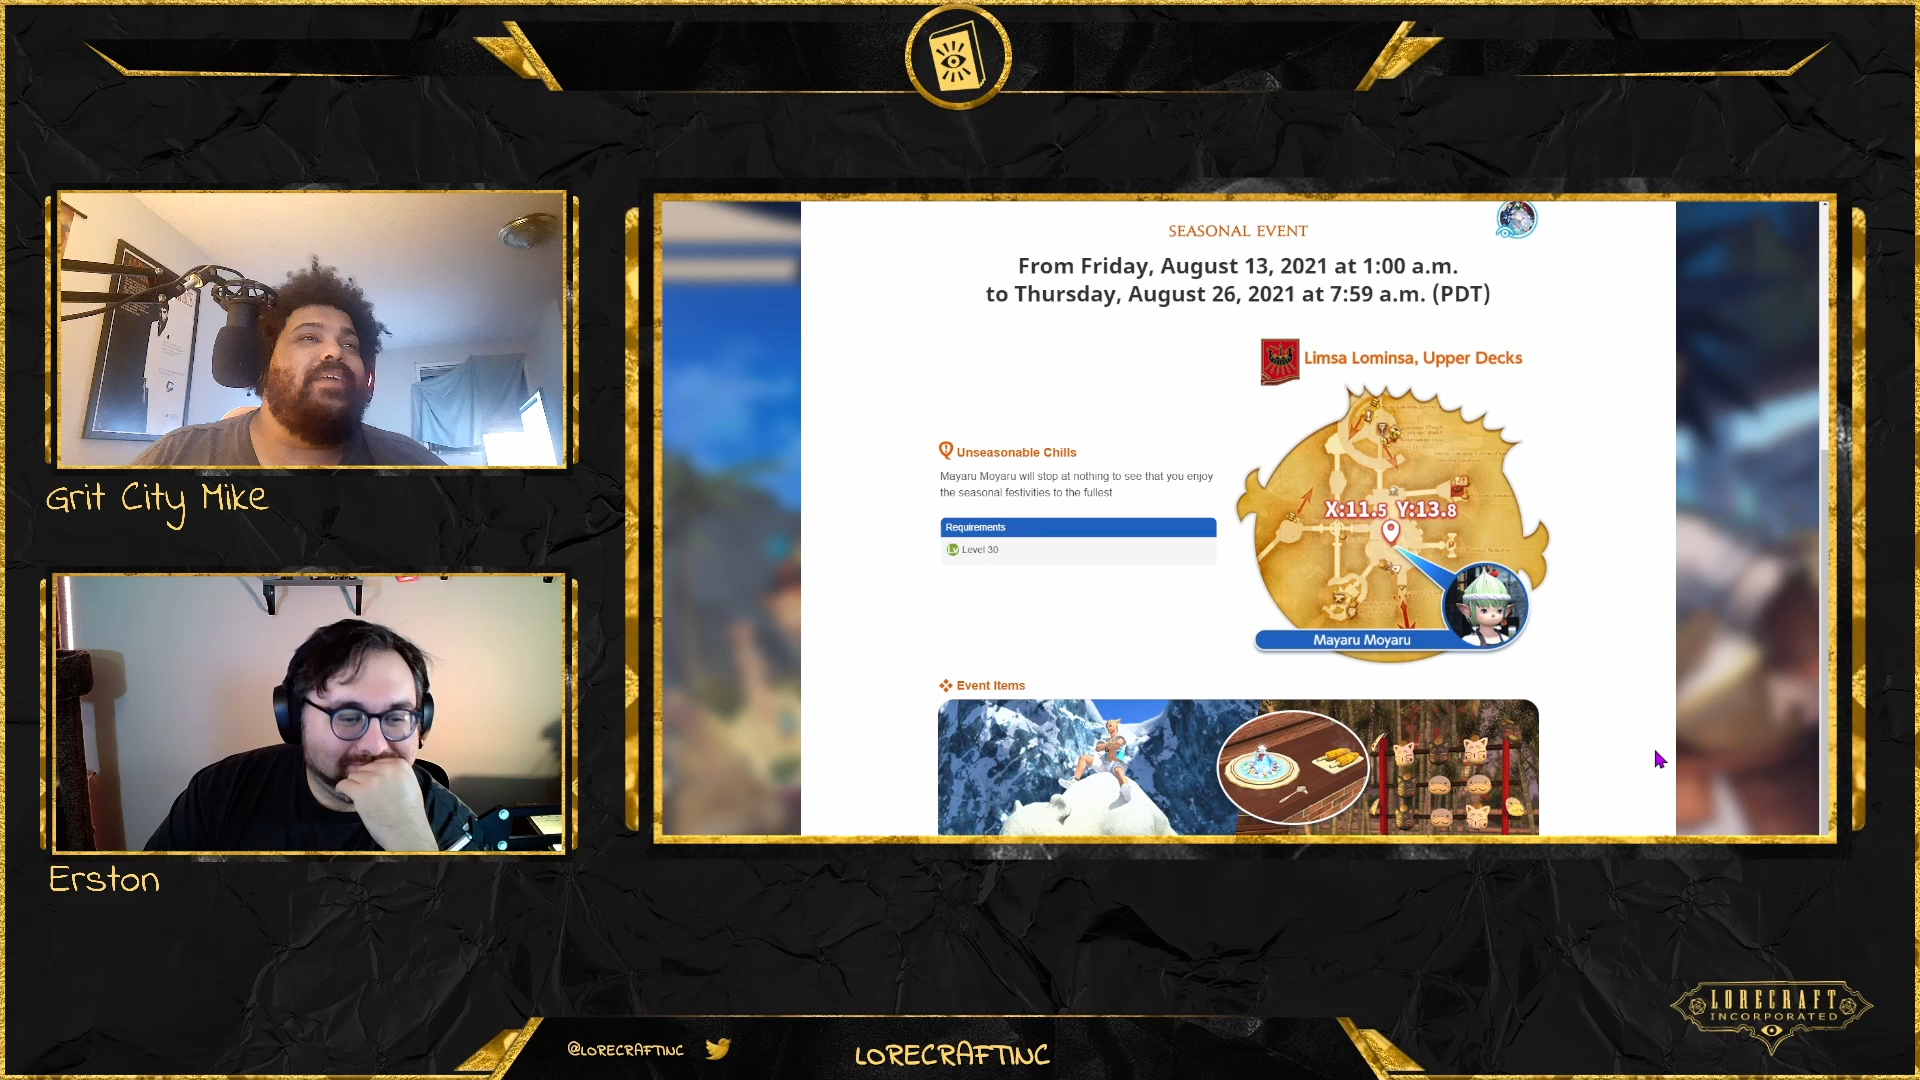 SEASONAL EVENT
From Friday, August 13, 2021 at 1:00 a.m.
to Thursday, August 26, 2021 at 7:59 a.m. (PDT)
Limsa Lominsa, Upper Decks
Unseasonable Chills
Mayaru Moyaru will stop at nothing to see that you enjoy
the seasonal festivities to the fullest.
Requirements
Lv Level 30
X:11.5 Y:13.8
Mayaru Moyaru
Event Items
Grit City Mike
Erston
@LORECRAFTINC
LORECRAFTINC
LORECRAFT
INCORPORATED